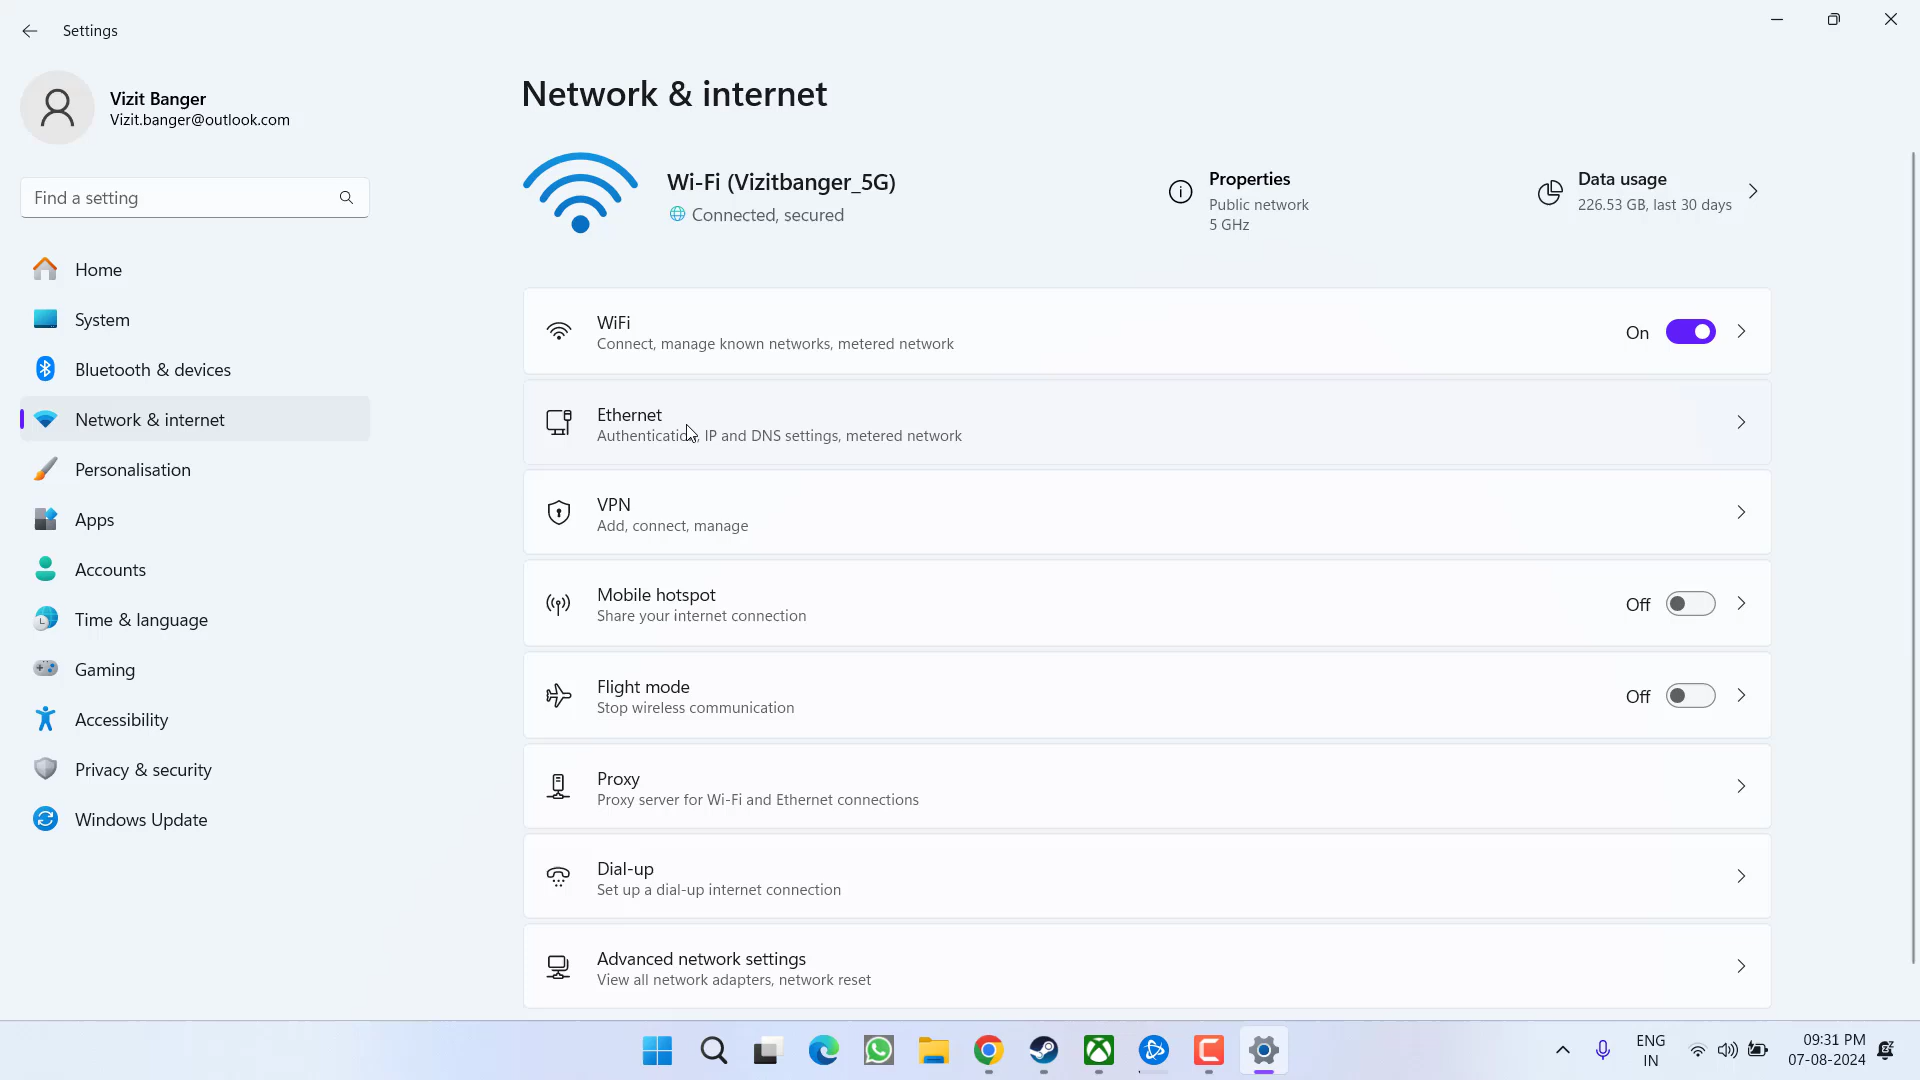 Settings
Vizit Banger
Vizit.banger@outlook.com
Find a setting
Home
System
Bluetooth & devices
Network & internet
Personalisation
Apps
Accounts
Time & language
Gaming
Accessibility
Privacy & security
Windows Update
Network & internet
Wi-Fi (Vizitbanger_5G)
Connected, secured
Properties
Public network
5 GHz
Data usage
226.53 GB, last 30 days
WiFi
Connect, manage known networks, metered network
On
Ethernet
Authentication, IP and DNS settings, metered network
VPN
Add, connect, manage
Mobile hotspot
Share your internet connection
Off
Flight mode
Stop wireless communication
Off
Proxy
Proxy server for Wi-Fi and Ethernet connections
Dial-up
Set up a dial-up internet connection
Advanced network settings
View all network adapters, network reset
ENG
IN
09:31 PM
07-08-2024